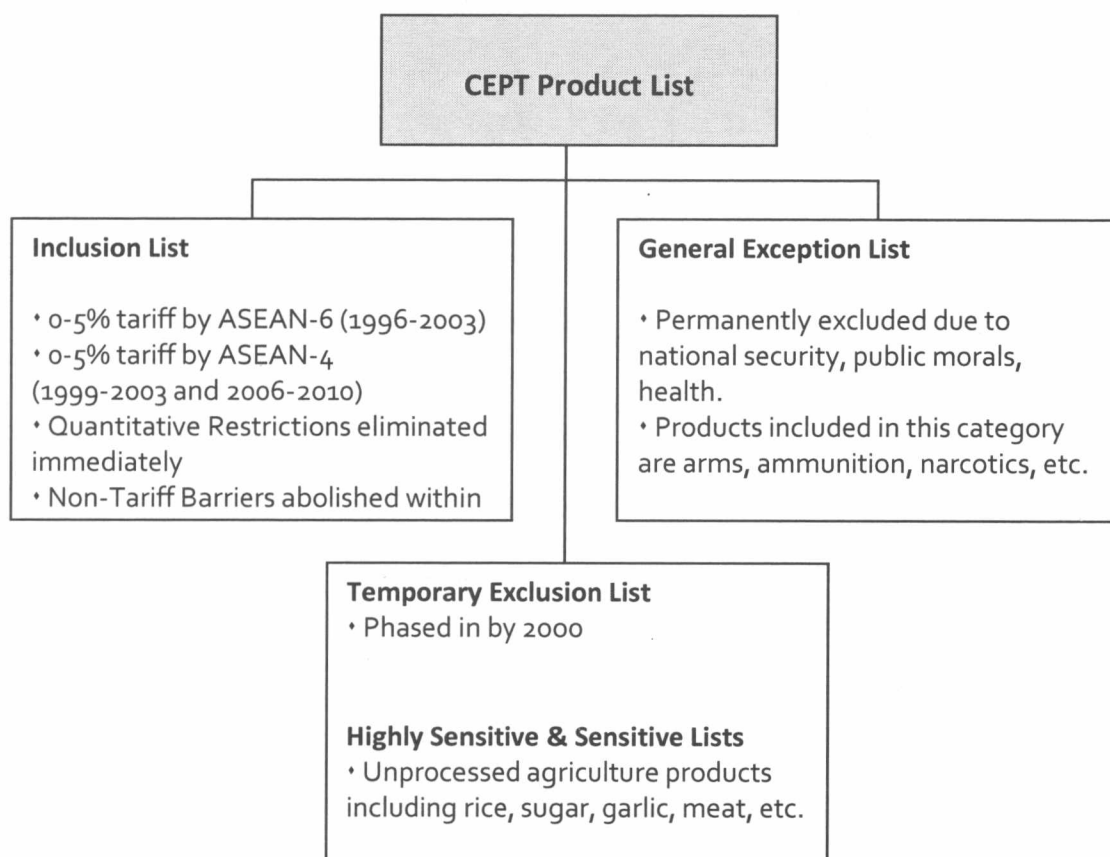 CEPT Product List
Inclusion List
• 0-5% tariff by ASEAN-6 (1996-2003)
• 0-5% tariff by ASEAN-4
(1999-2003 and 2006-2010)
• Quantitative Restrictions eliminated
immediately
• Non-Tariff Barriers abolished within
General Exception List
• Permanently excluded due to
national security, public morals,
health.
• Products included in this category
are arms, ammunition, narcotics, etc.
Temporary Exclusion List
• Phased in by 2000
Highly Sensitive & Sensitive Lists
• Unprocessed agriculture products
including rice, sugar, garlic, meat, etc.